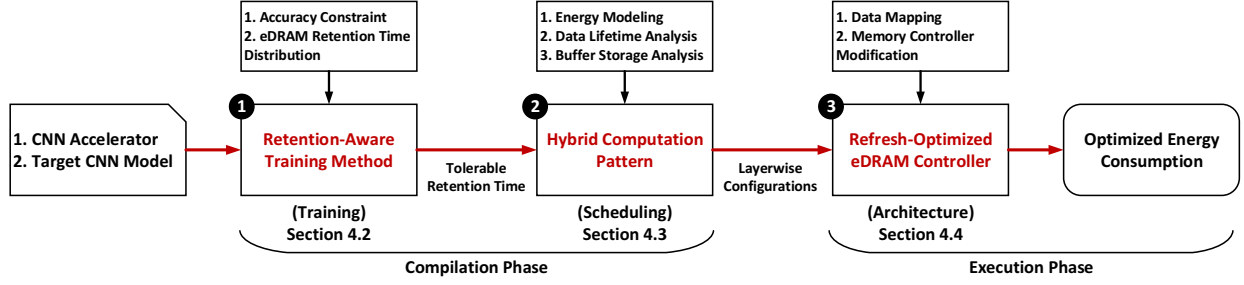 1. Accuracy Constraint
2. eDRAM Retention Time
Distribution
1. Energy Modeling
2. Data Lifetime Analysis
3. Buffer Storage Analysis
1. Data Mapping
2. Memory Controller
Modification
1. CNN Accelerator
2. Target CNN Model
1
Retention-Aware
Training Method
Tolerable
Retention Time
2
Hybrid Computation
Pattern
Layerwise
Configurations
3
Refresh-Optimized
eDRAM Controller
Optimized Energy
Consumption
(Training)
Section 4.2
(Scheduling)
Section 4.3
(Architecture)
Section 4.4
Compilation Phase
Execution Phase